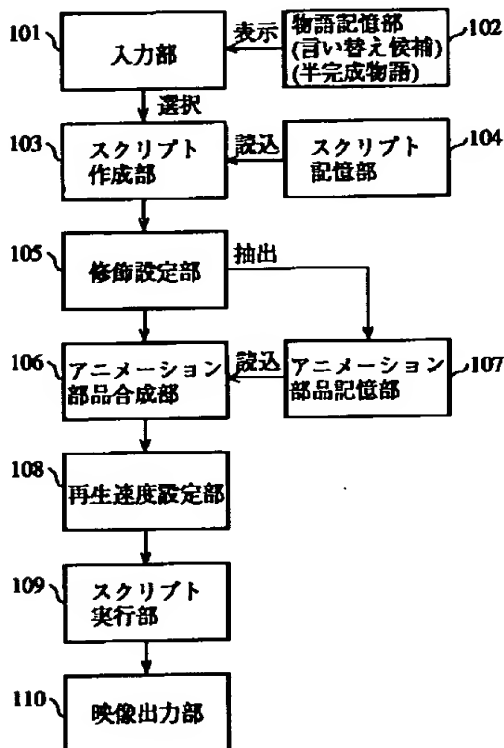 101
入力部
表示
物語記憶部
(言い替え候補)
(半完成物語)
102
選択
103
スクリプト
作成部
読込
スクリプト
記憶部
104
105
修飾設定部
抽出
106
アニメーション
部品合成部
読込
アニメーション
部品記憶部
107
108
再生速度設定部
109
スクリプト
実行部
110
映像出力部